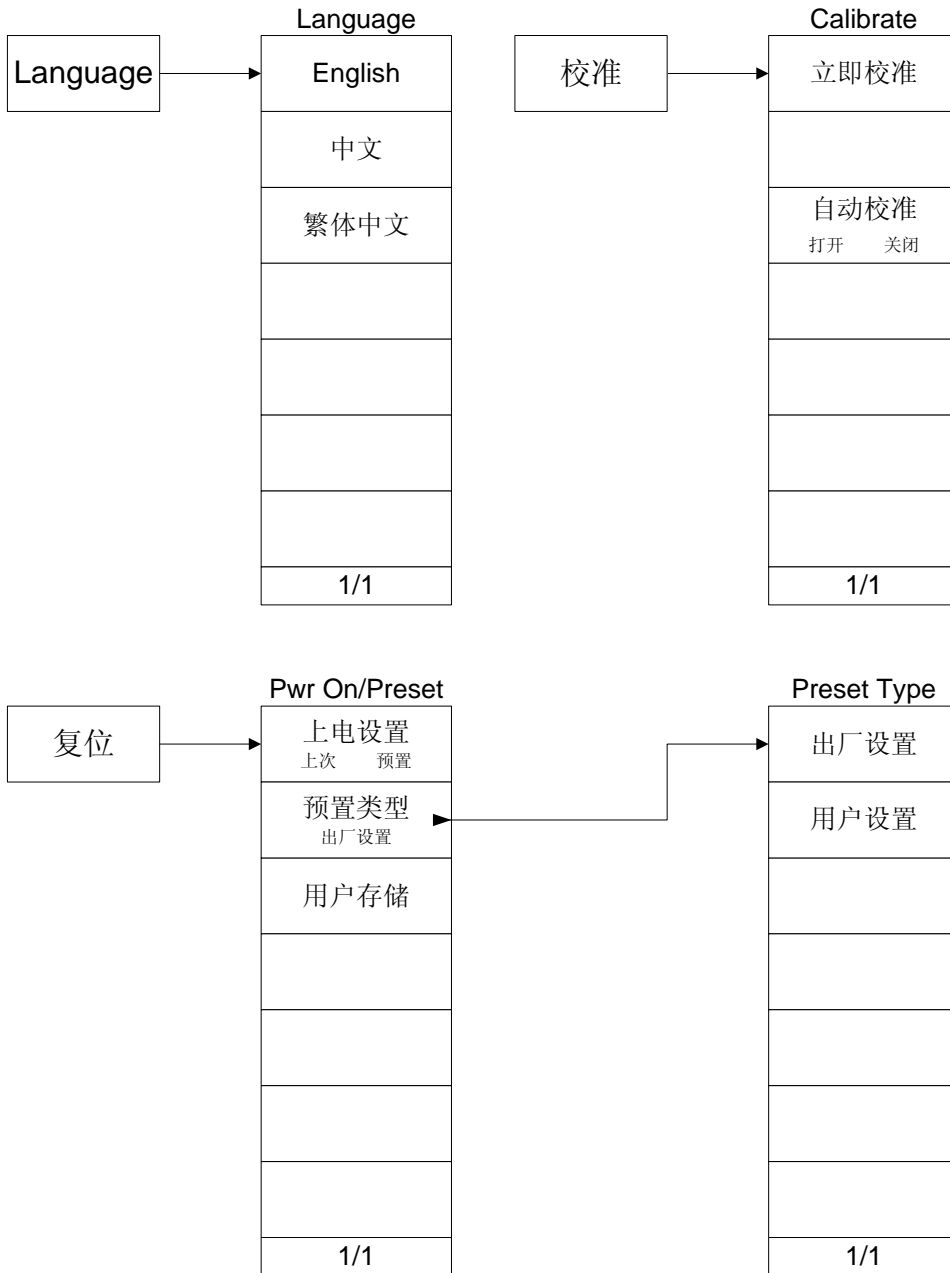 Language
Language
English
中文
繁体中文
1/1
Calibrate
校准
立即校准
自动校准
打开 关闭
1/1
Pwr On/Preset
复位
上电设置
上次 预置
预置类型
出厂设置
用户存储
1/1
Preset Type
出厂设置
用户设置
1/1